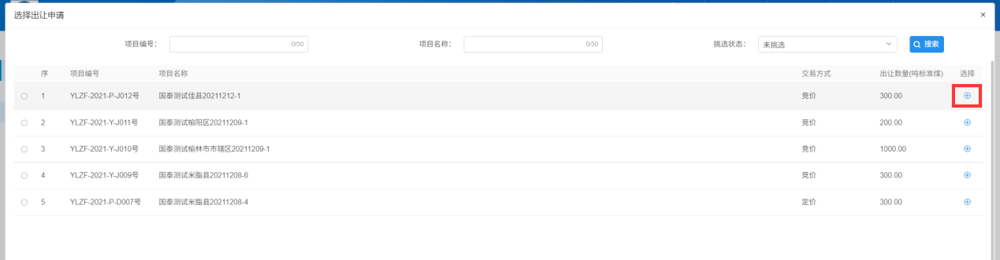 选择出让申请 ×
项目编号： 0/50 项目名称： 0/50 挑选状态： 未挑选 搜索
序 项目编号 项目名称 交易方式 出让数量(吨标准煤) 选择
1 YLZF-2021-P-J012号 国泰测试佳县20211212-1 竞价 300.00
2 YLZF-2021-Y-J011号 国泰测试榆阳区20211209-1 竞价 200.00
3 YLZF-2021-Y-J010号 国泰测试榆林市市辖区20211209-1 竞价 1000.00
4 YLZF-2021-Y-J009号 国泰测试米脂县20211208-6 竞价 300.00
5 YLZF-2021-P-D007号 国泰测试米脂县20211208-4 定价 300.00